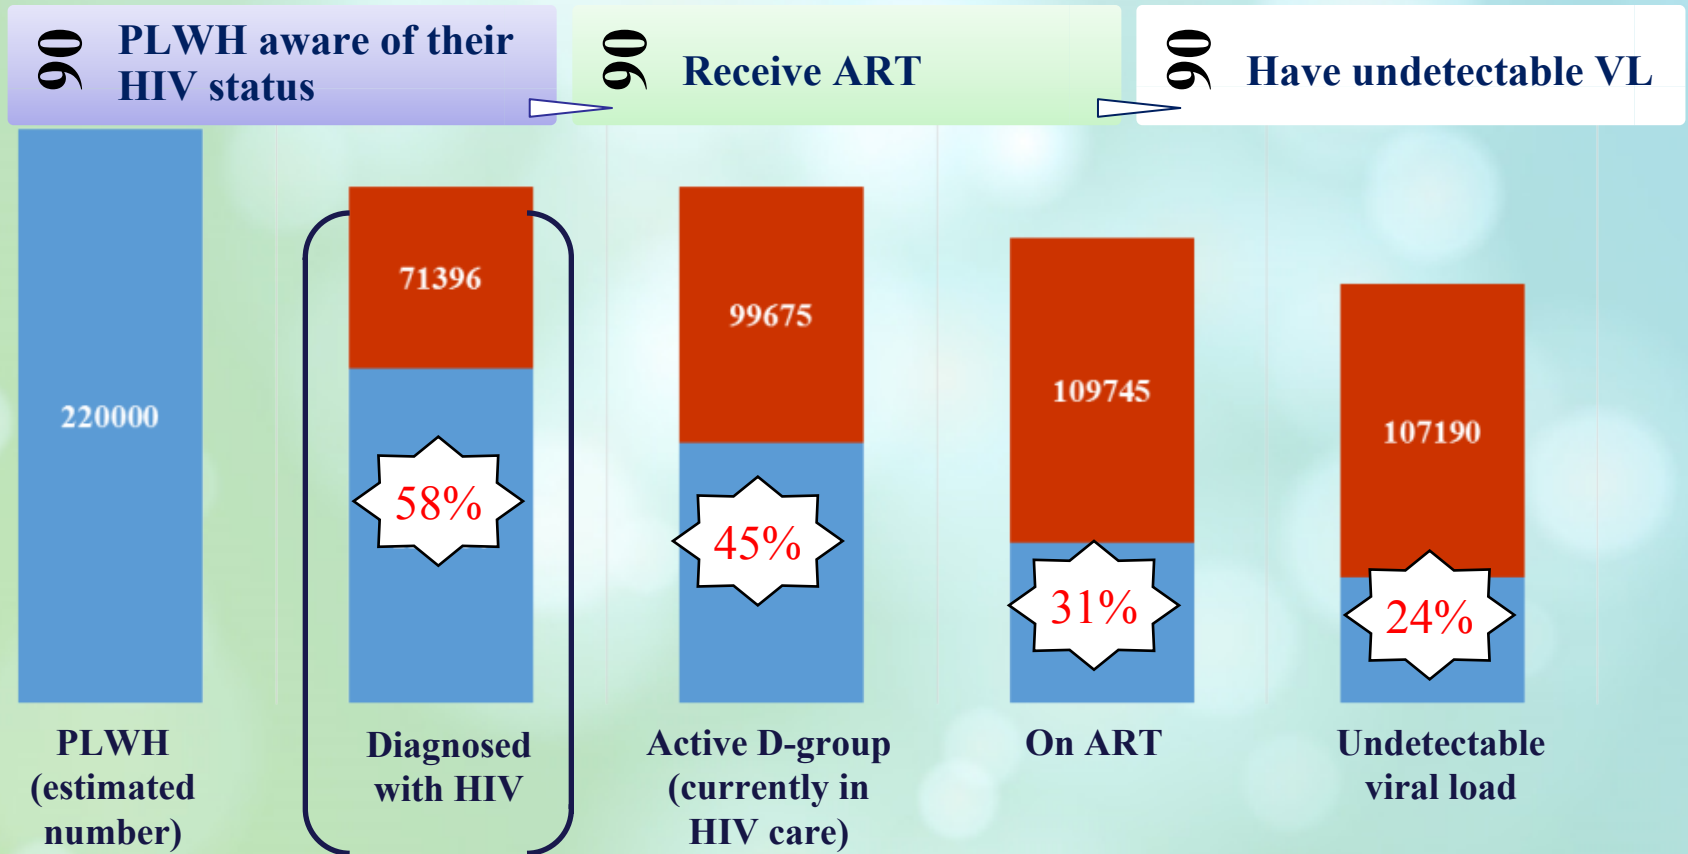 90
PLWH aware of their
HIV status
90
Receive ART
90
Have undetectable VL
220000
71396
58%
99675
45%
109745
31%
107190
24%
PLWH
(estimated
number)
Diagnosed
with HIV
Active D-group
(currently in
HIV care)
On ART
Undetectable
viral load